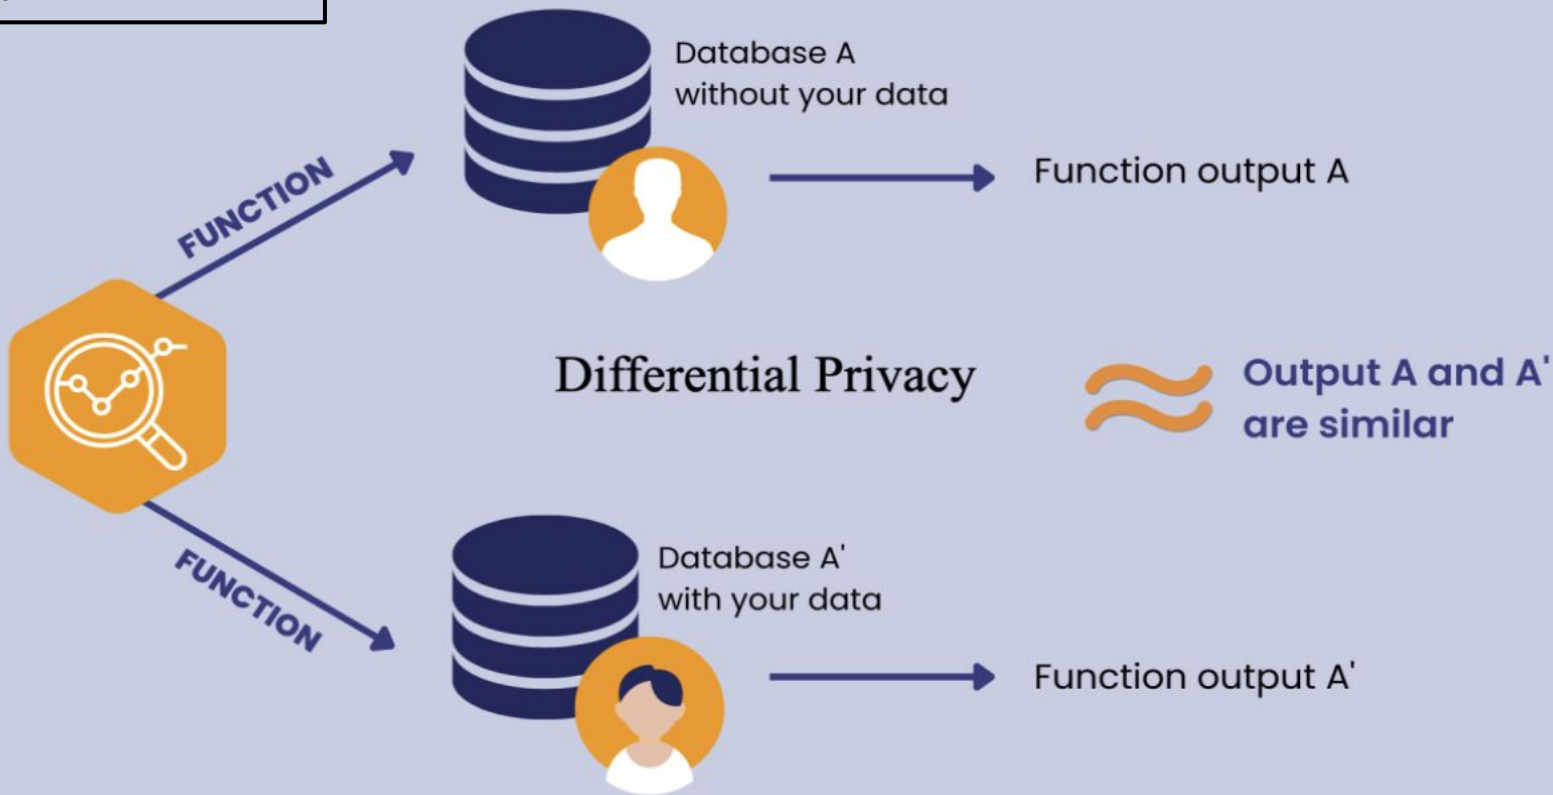 Database A
without your data
FUNCTION
Function output A
Differential Privacy
Output A and A'
are similar
FUNCTION
Database A'
with your data
Function output A'